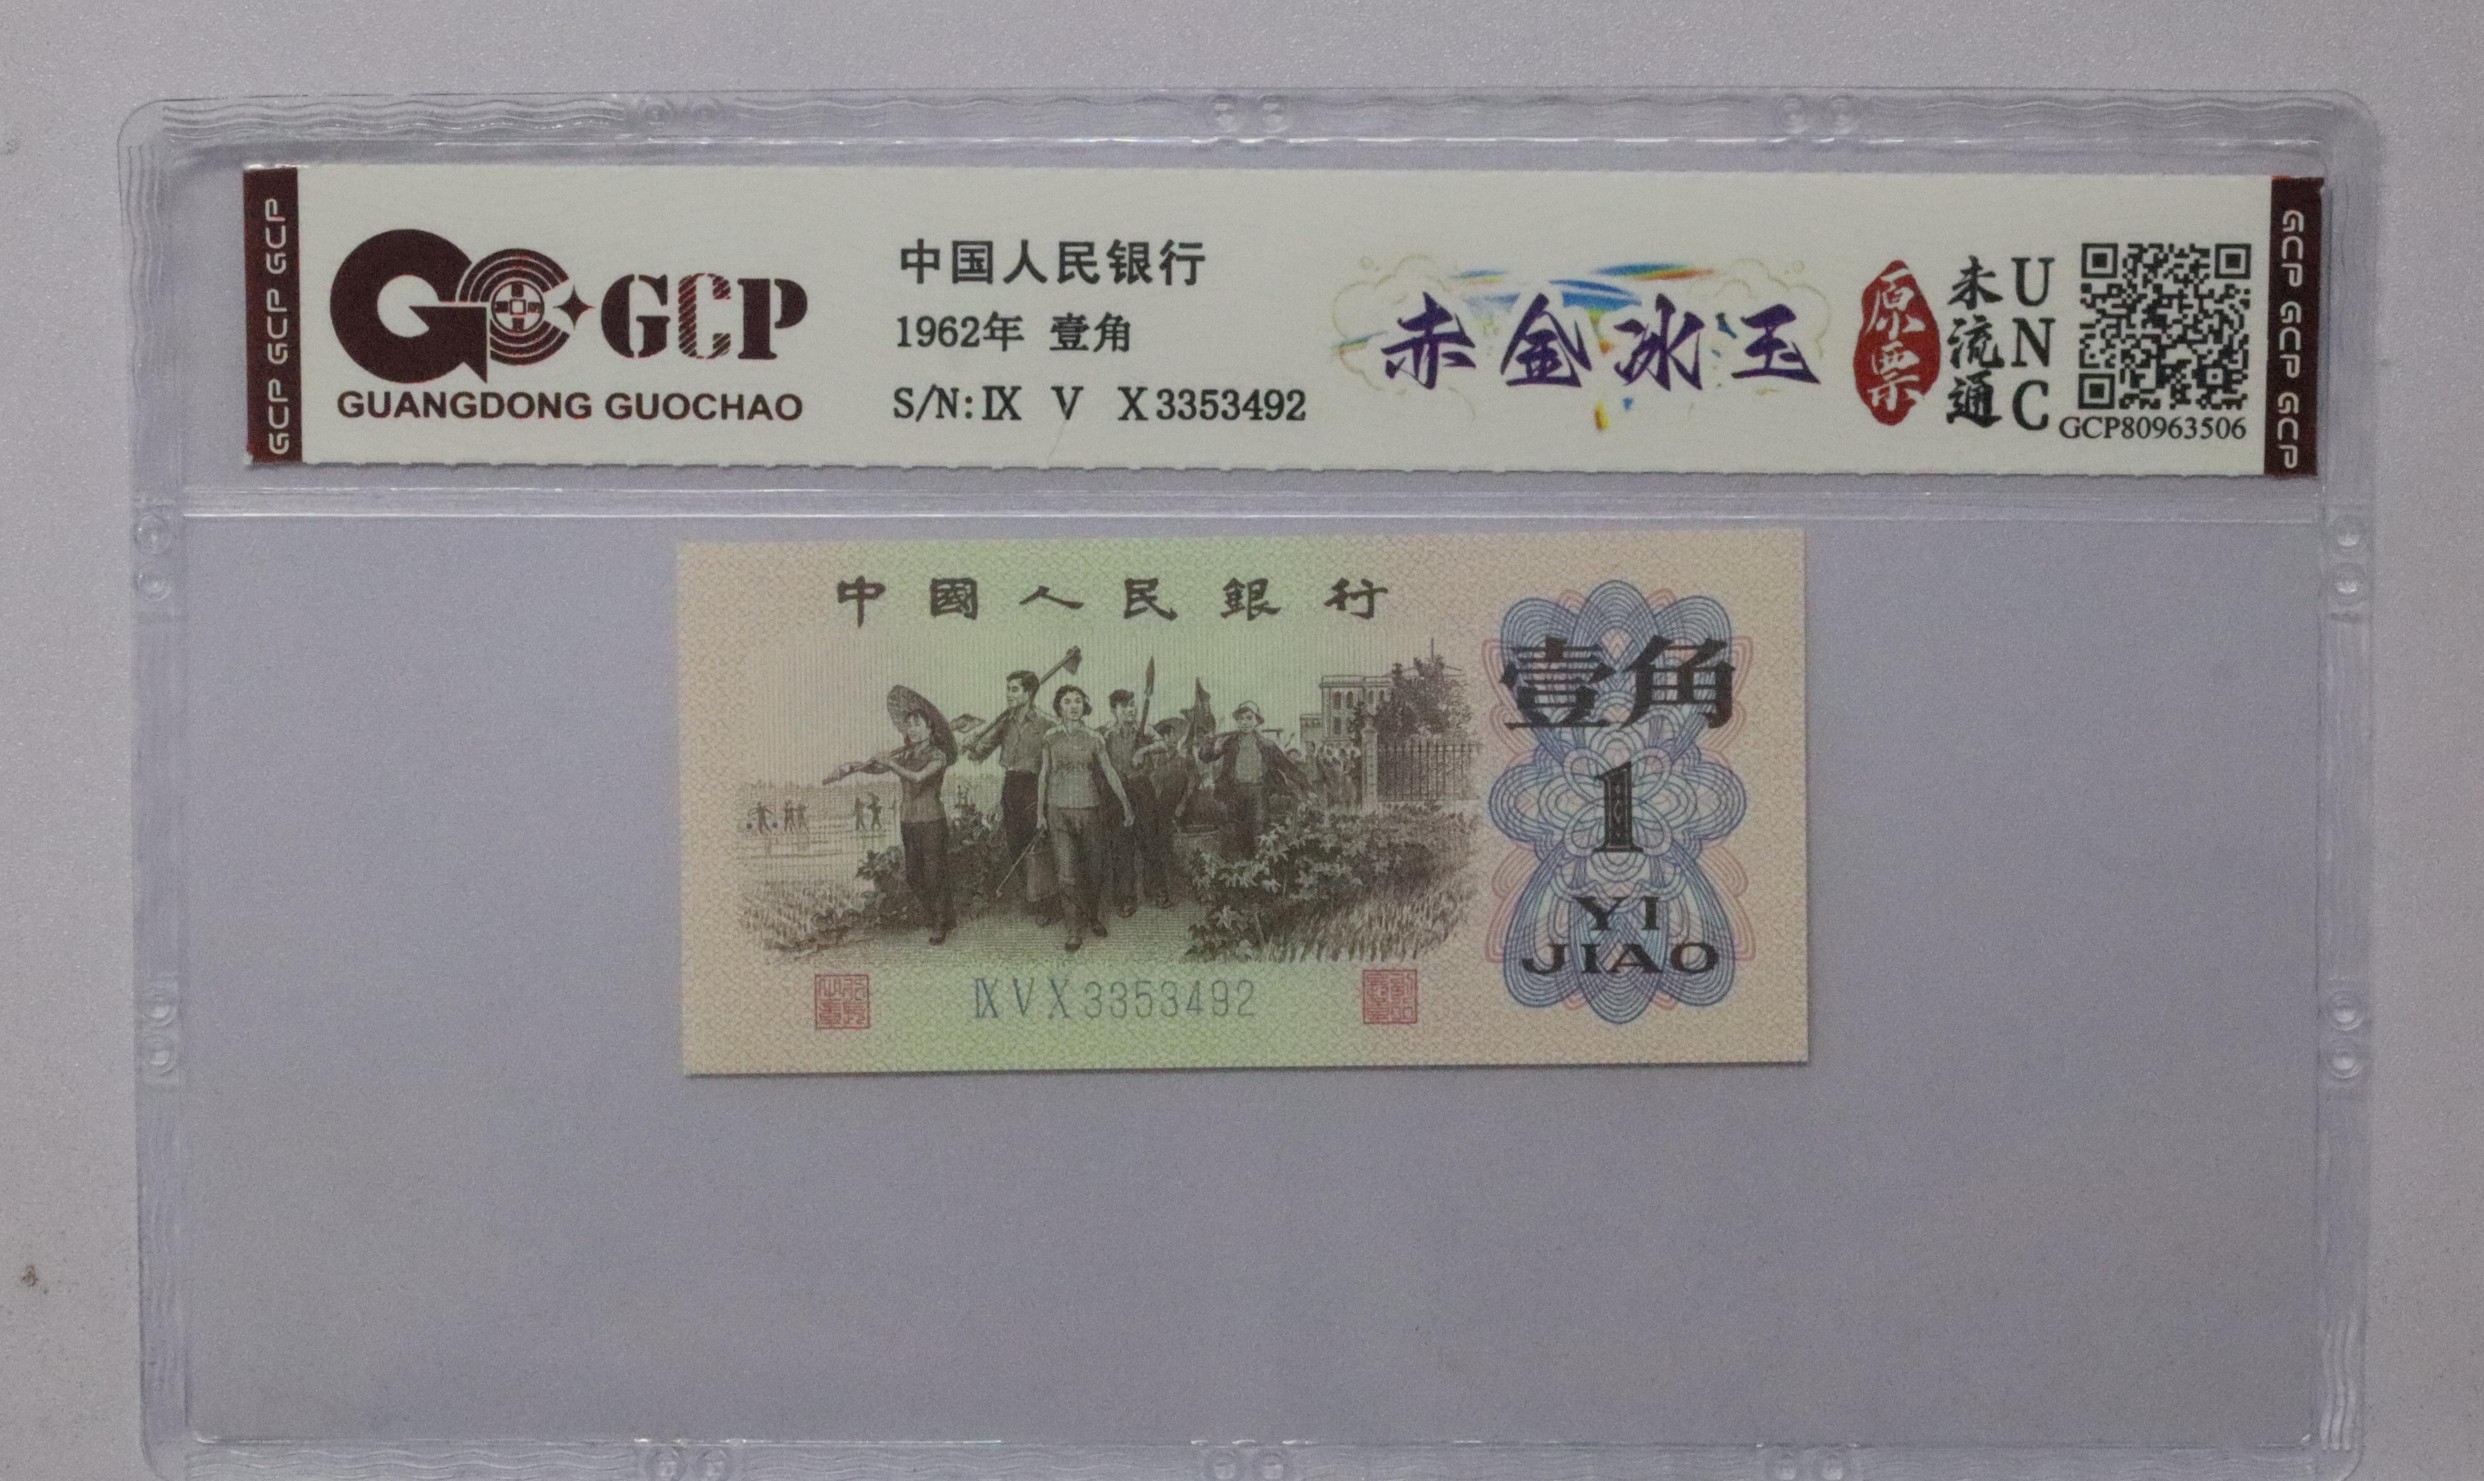 GCP GCP GCP
GCP
GUANGDONG GUOCHAO
中国人民银行
1962年 壹角
S/N: Ⅸ Ⅴ Ⅹ 3353492
赤金冰玉
原票
未流通
UNC
GCP80963506
GCP GCP GCP
中國人民銀行
壹角
1
YI
JIAO
ⅨⅤⅩ3353492